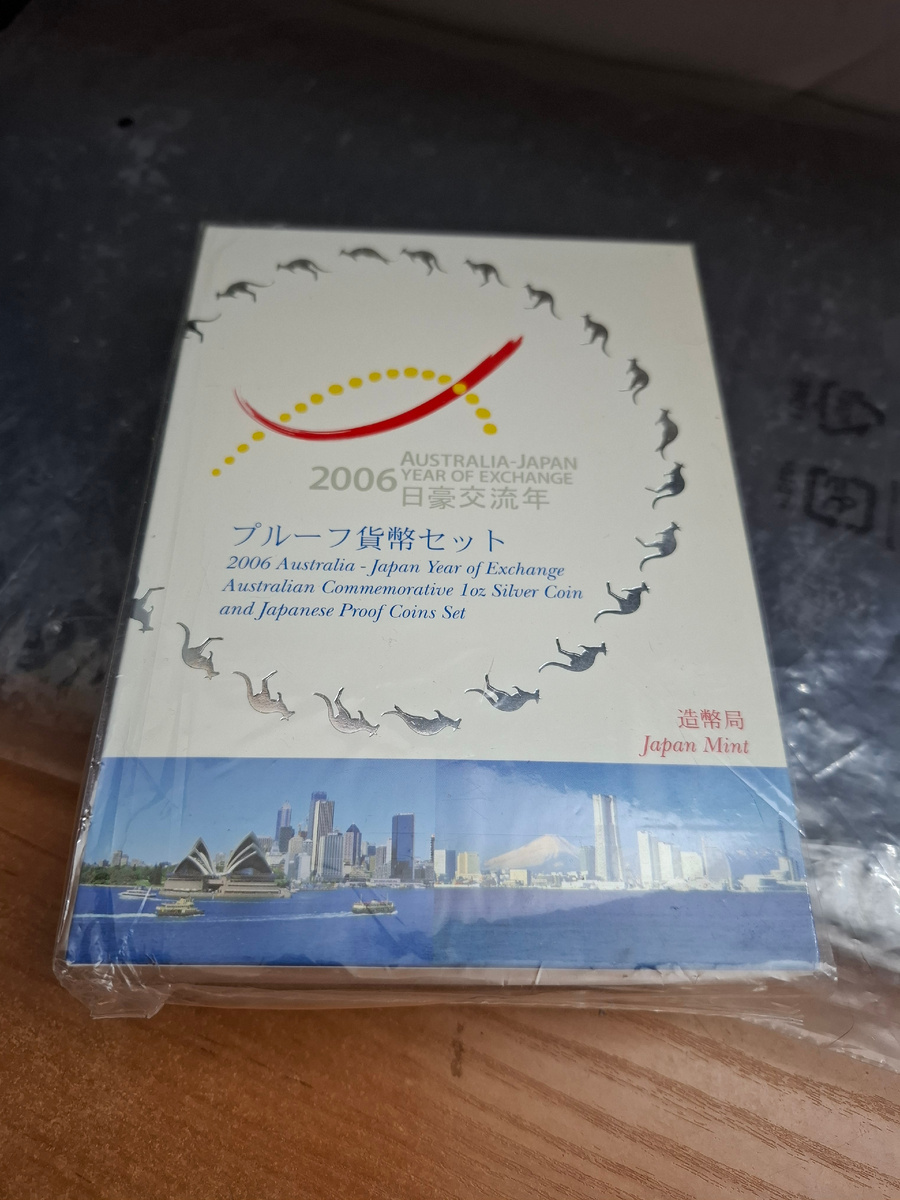 2006 AUSTRALIA-JAPAN
YEAR OF EXCHANGE
日豪交流年
プルーフ貨幣セット
2006 Australia - Japan Year of Exchange
Australian Commemorative 1oz Silver Coin
and Japanese Proof Coins Set
造幣局
Japan Mint